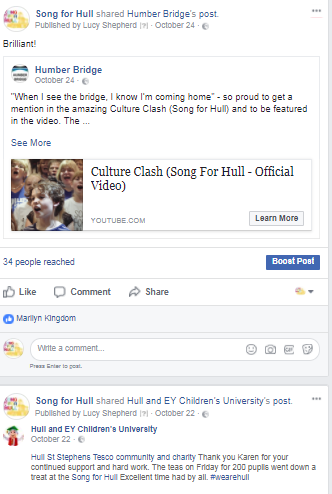 Song for Hull shared Humber Bridge's post.
Published by Lucy Shepherd [?] · October 24 ·
Brilliant!
Humber Bridge
October 24 ·
"When I see the bridge, I know I'm coming home" - so proud to get a
mention in the amazing Culture Clash (Song for Hull) and to be featured
in the video. The ...
See More
Culture Clash (Song For Hull - Official
Video)
YOUTUBE.COM
Learn More
34 people reached
Boost Post
Like Comment Share
Marilyn Kingdom
Write a comment...
GIF
Press Enter to post.
Song for Hull shared Hull and EY Children's University's post.
Published by Lucy Shepherd [?] · October 22 ·
Hull and EY Children's University
October 22 ·
Hull St Stephens Tesco community and charity Thank you Karen for your
continued support and hard work. The teas on Friday for 200 pupils went down a
treat at the Song for Hull Excellent time had by all. #wearehull